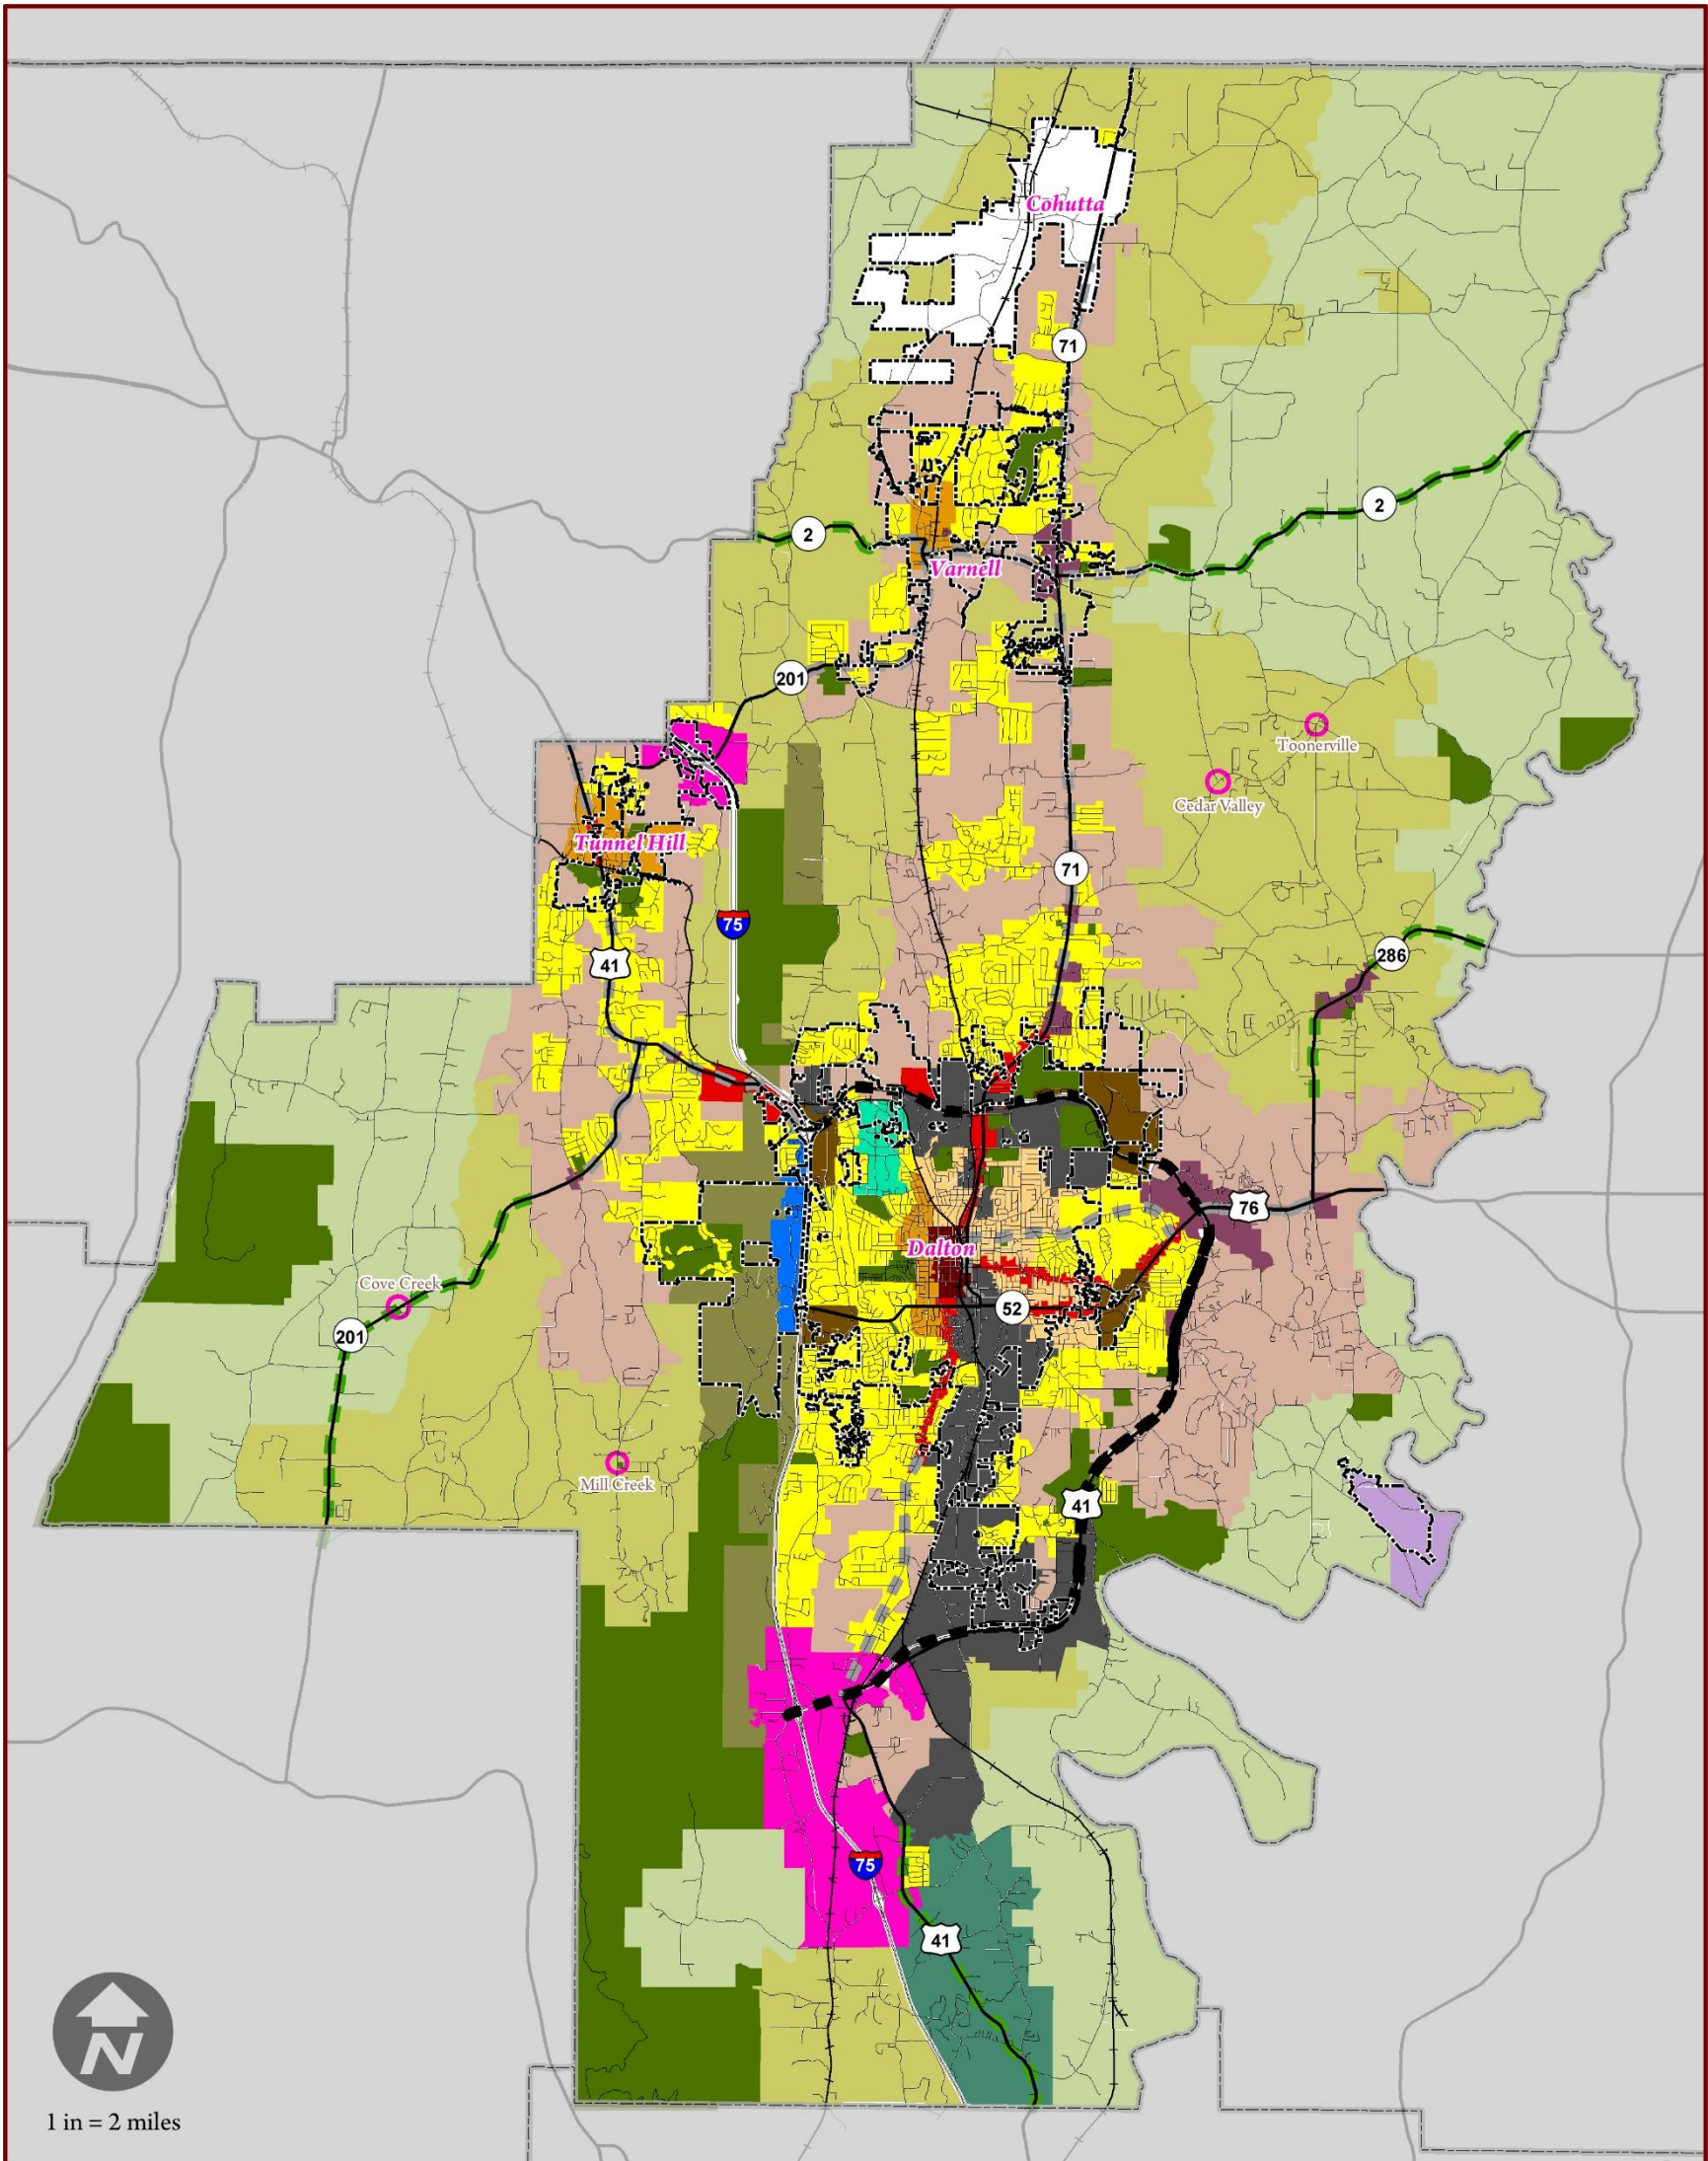 Cohutta
71
2
2
Varnell
201
Toonerville
Cedar Valley
Tunnel Hill
71
75
41
286
76
Dalton
Cove Creek
52
201
Mill Creek
41
75
41
N
1 in = 2 miles